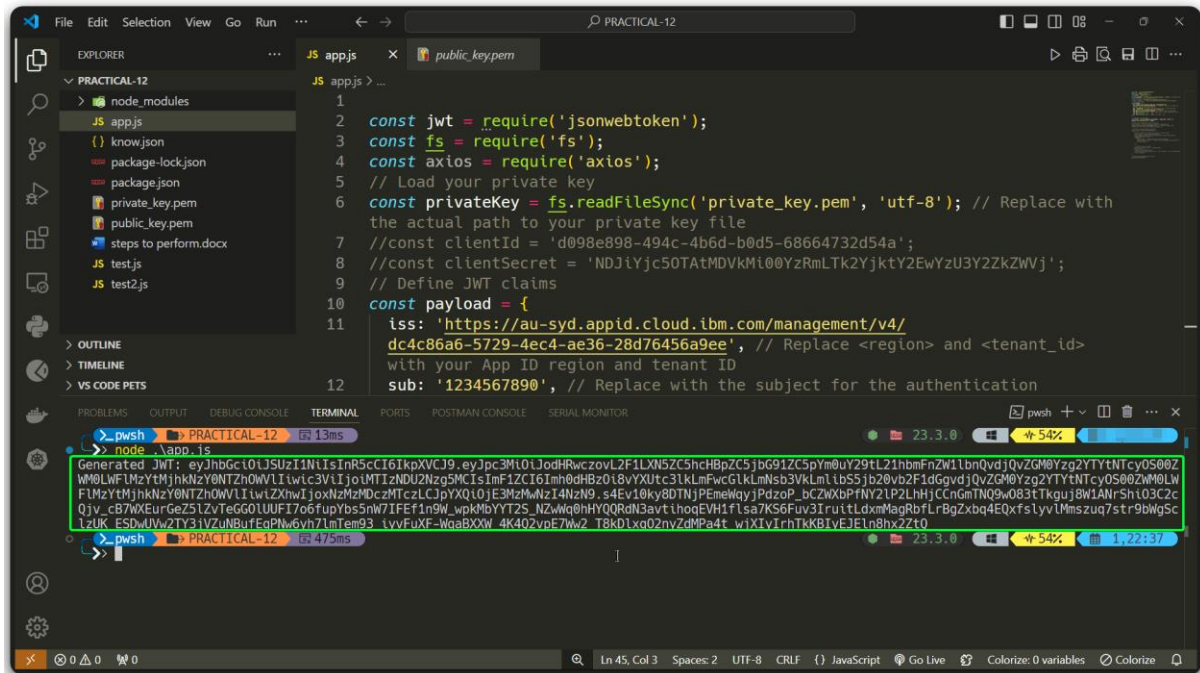 File Edit Selection View Go Run ... PRACTICAL-12
EXPLORER ...
JS app.js
public_key.pem
PRACTICAL-12
node_modules
JS app.js
{} know.json
package-lock.json
package.json
private_key.pem
public_key.pem
steps to perform.docx
JS test.js
JS test2.js
OUTLINE
TIMELINE
VS CODE PETS
JS app.js > ...
1
2 const jwt = require('jsonwebtoken');
3 const fs = require('fs');
4 const axios = require('axios');
5 // Load your private key
6 const privateKey = fs.readFileSync('private_key.pem', 'utf-8'); // Replace with
the actual path to your private key file
7 //const clientId = 'd098e898-494c-4b6d-b0d5-68664732d54a';
8 //const clientSecret = 'NDJiYjc5OTAtMDVkMi00YzRmLTk2YjktY2EwYzU3Y2ZkZWVj';
9 // Define JWT claims
10 const payload = {
11 iss: 'https://au-syd.appid.cloud.ibm.com/management/v4/
dc4c86a6-5729-4ec4-ae36-28d76456a9ee', // Replace <region> and <tenant_id>
with your App ID region and tenant ID
12 sub: '1234567890', // Replace with the subject for the authentication
PROBLEMS OUTPUT DEBUG CONSOLE TERMINAL PORTS POSTMAN CONSOLE SERIAL MONITOR
pwsh
pwsh PRACTICAL-12 13ms 23.3.0 54%
node .\app.js
Generated JWT:
pwsh PRACTICAL-12 475ms 23.3.0 54% 1,22:37
0 0 0 Ln 45, Col 3 Spaces: 2 UTF-8 CRLF {} JavaScript Go Live Colorize: 0 variables Colorize